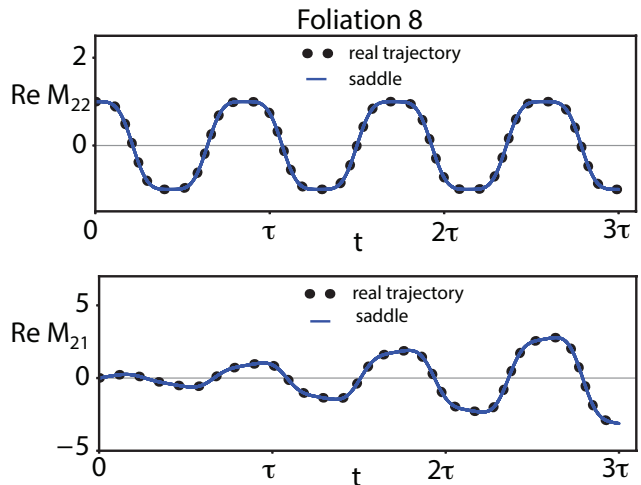 Foliation 8
2
real trajectory
saddle
Re M22
0
0
τ
t
2τ
3τ
5
real trajectory
saddle
Re M21
0
−5
0
τ
t
2τ
3τ